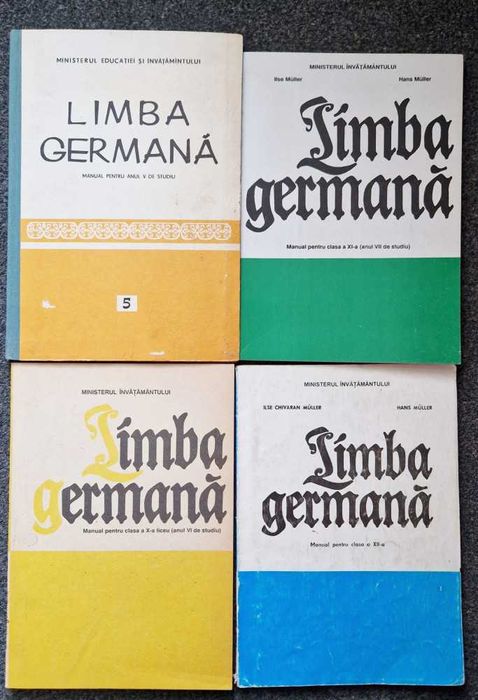 MINISTERUL EDUCAȚIEI ȘI ÎNVĂȚĂMÎNTULUI
LIMBA
GERMANĂ
MANUAL PENTRU ANUL V DE STUDIU
5
MINISTERUL ÎNVĂȚĂMÂNTULUI
Ilse Müller Hans Müller
Limba
germană
Manual pentru clasa a XI-a (anul VII de studiu)
MINISTERUL ÎNVĂȚĂMÂNTULUI
Limba
germană
Manual pentru clasa a X-a liceu (anul VI de studiu)
MINISTERUL ÎNVĂȚĂMÂNTULUI
ILSE CHIVARAN MÜLLER HANS MÜLLER
Limba
germană
Manual pentru clasa a XII-a